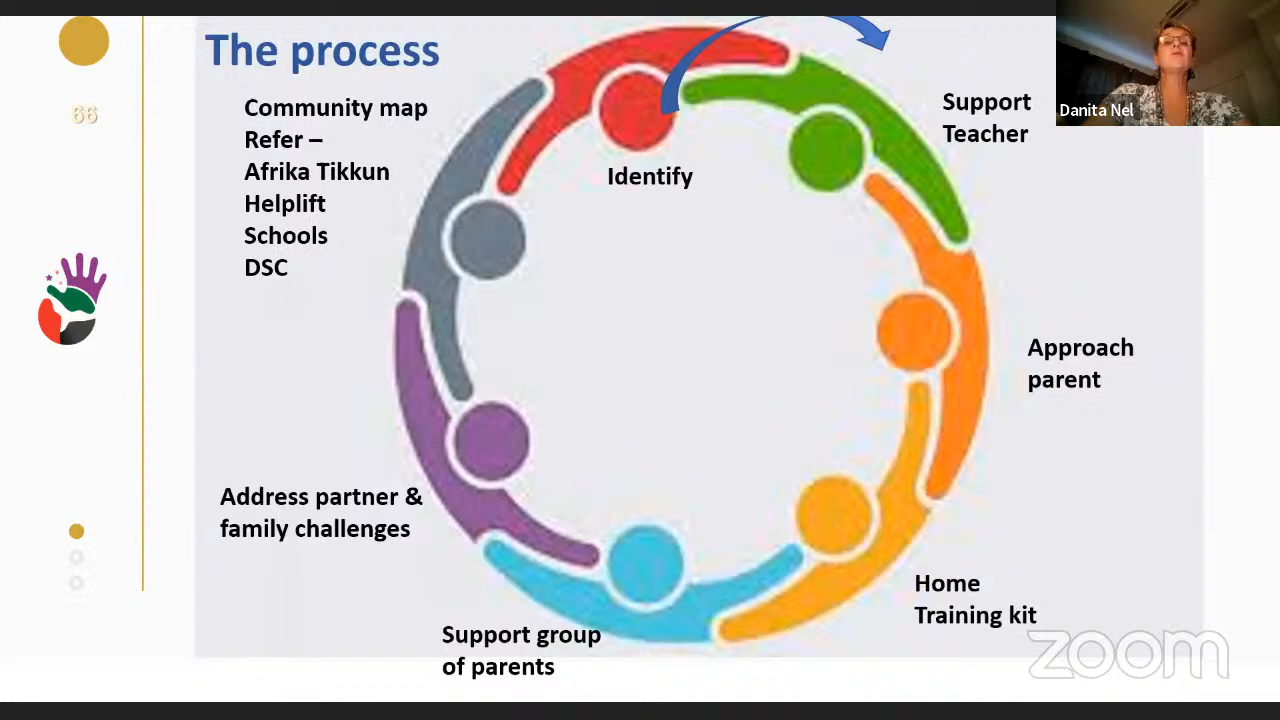 The process
66
Community map
Refer –
Afrika Tikkun
Helplift
Schools
DSC
Identify
Support
Teacher
Danita Nel
Approach
parent
Address partner &
family challenges
Home
Training kit
Support group
of parents
zoom